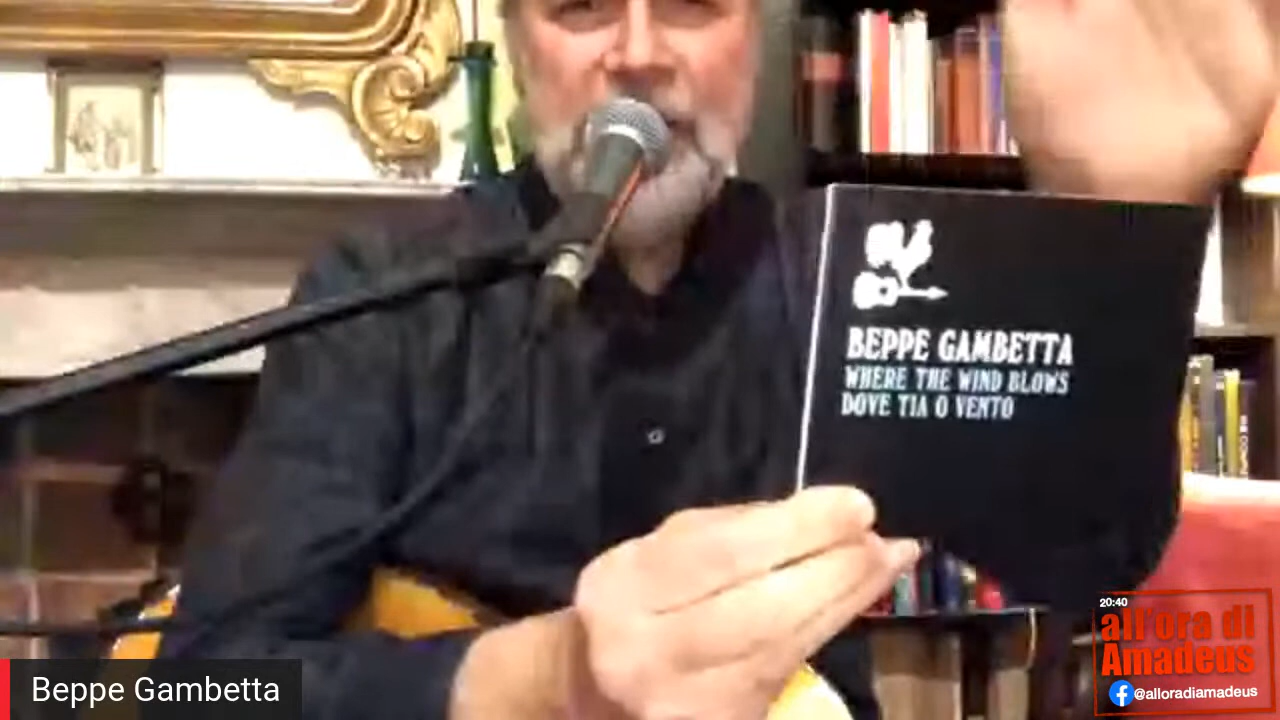 BEPPE GAMBETTA
WHERE THE WIND BLOWS
DOVE TIA O VENTO
20:40
all'ora di
Amadeus
@alloradiamadeus
Beppe Gambetta